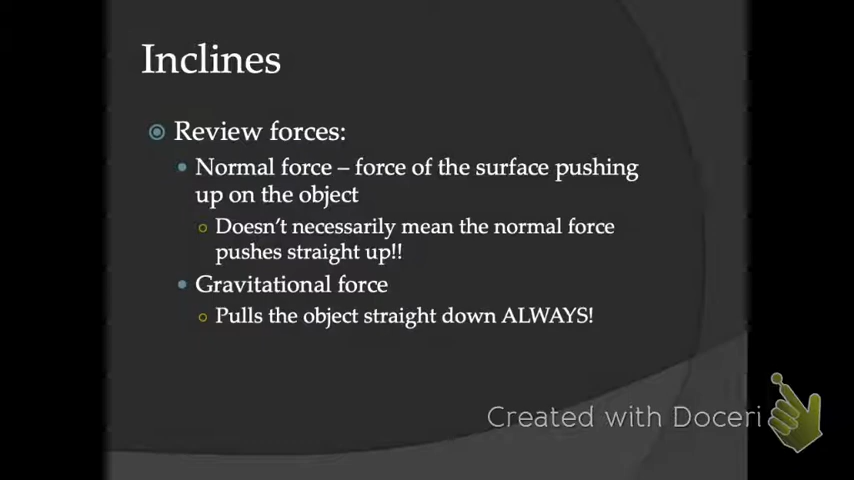 Inclines
Review forces:
Normal force – force of the surface pushing
up on the object
Doesn't necessarily mean the normal force
pushes straight up!!
Gravitational force
Pulls the object straight down ALWAYS!
Created with Doceri